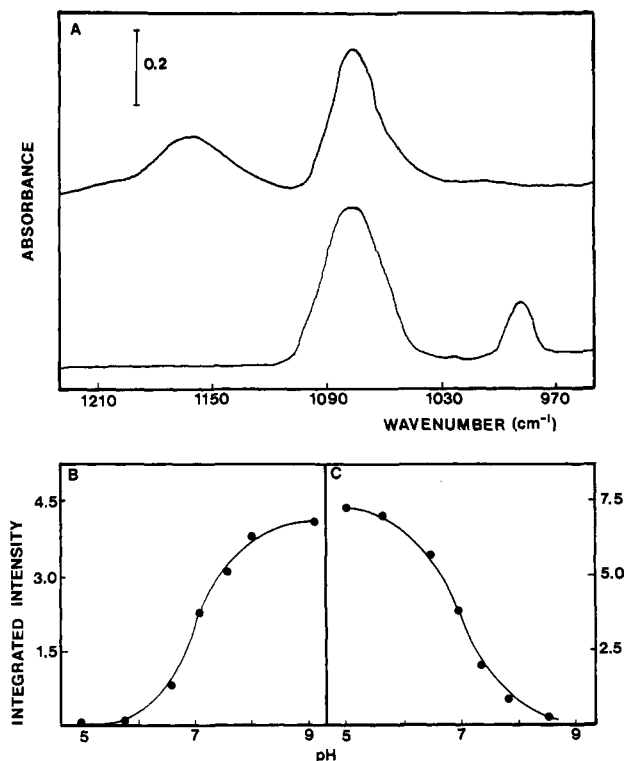 A
0.2
ABSORBANCE
1210 1150 1090 1030 970
WAVENUMBER (cm⁻¹)
B C
INTEGRATED INTENSITY
4.5 7.5
3.0 5.0
1.5 2.5
5 7 9 5 7 9
pH